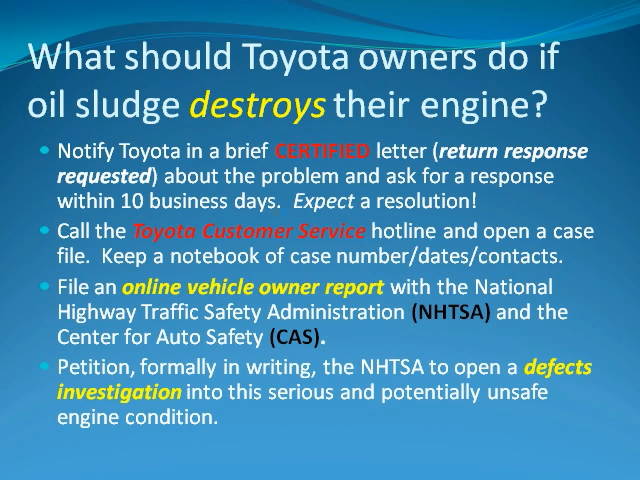 What should Toyota owners do if
oil sludge destroys their engine?
• Notify Toyota in a brief CERTIFIED letter (return response
requested) about the problem and ask for a response
within 10 business days.  Expect a resolution!
• Call the Toyota Customer Service hotline and open a case
file.  Keep a notebook of case number/dates/contacts.
• File an online vehicle owner report with the National
Highway Traffic Safety Administration (NHTSA) and the
Center for Auto Safety (CAS).
• Petition, formally in writing, the NHTSA to open a defects
investigation into this serious and potentially unsafe
engine condition.